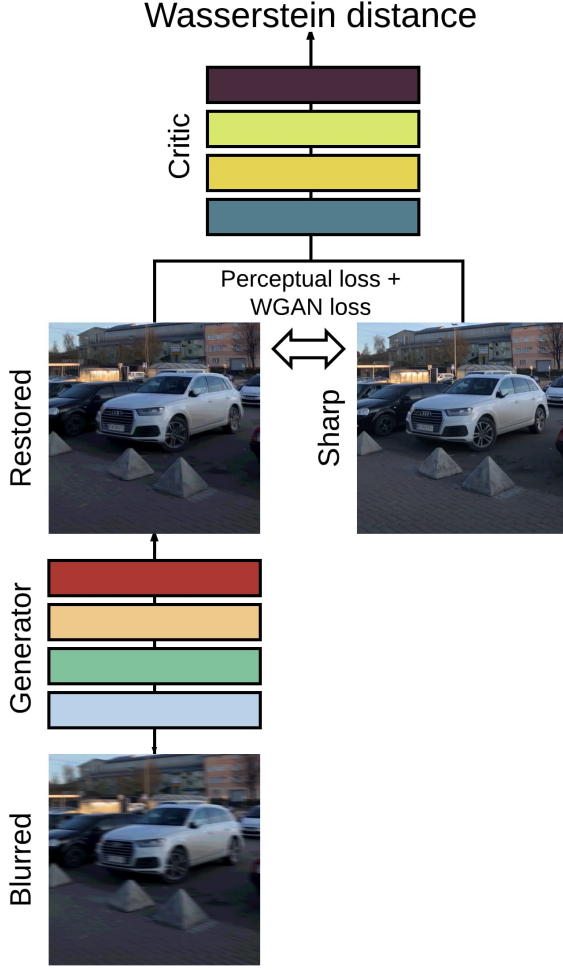 Wasserstein distance
Critic
Perceptual loss +
WGAN loss
Restored
Sharp
Generator
Blurred